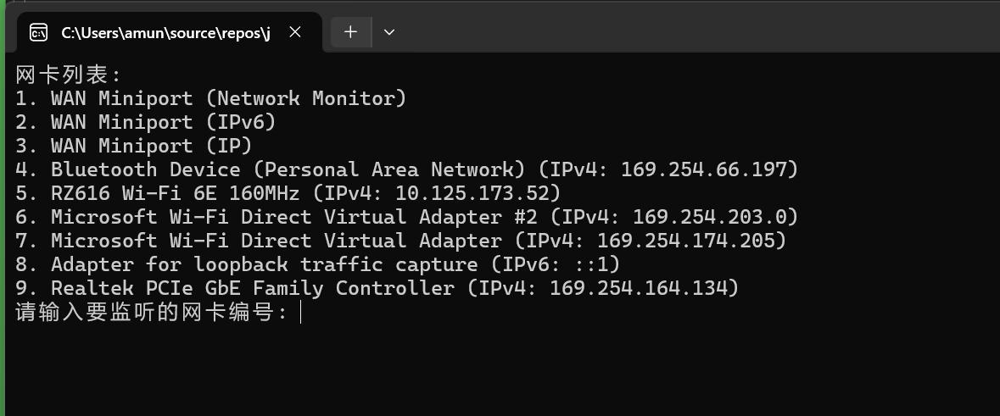 C:\Users\amun\source\repos\j
网卡列表:
1. WAN Miniport (Network Monitor)
2. WAN Miniport (IPv6)
3. WAN Miniport (IP)
4. Bluetooth Device (Personal Area Network) (IPv4: 169.254.66.197)
5. RZ616 Wi-Fi 6E 160MHz (IPv4: 10.125.173.52)
6. Microsoft Wi-Fi Direct Virtual Adapter #2 (IPv4: 169.254.203.0)
7. Microsoft Wi-Fi Direct Virtual Adapter (IPv4: 169.254.174.205)
8. Adapter for loopback traffic capture (IPv6: ::1)
9. Realtek PCIe GbE Family Controller (IPv4: 169.254.164.134)
请输入要监听的网卡编号: